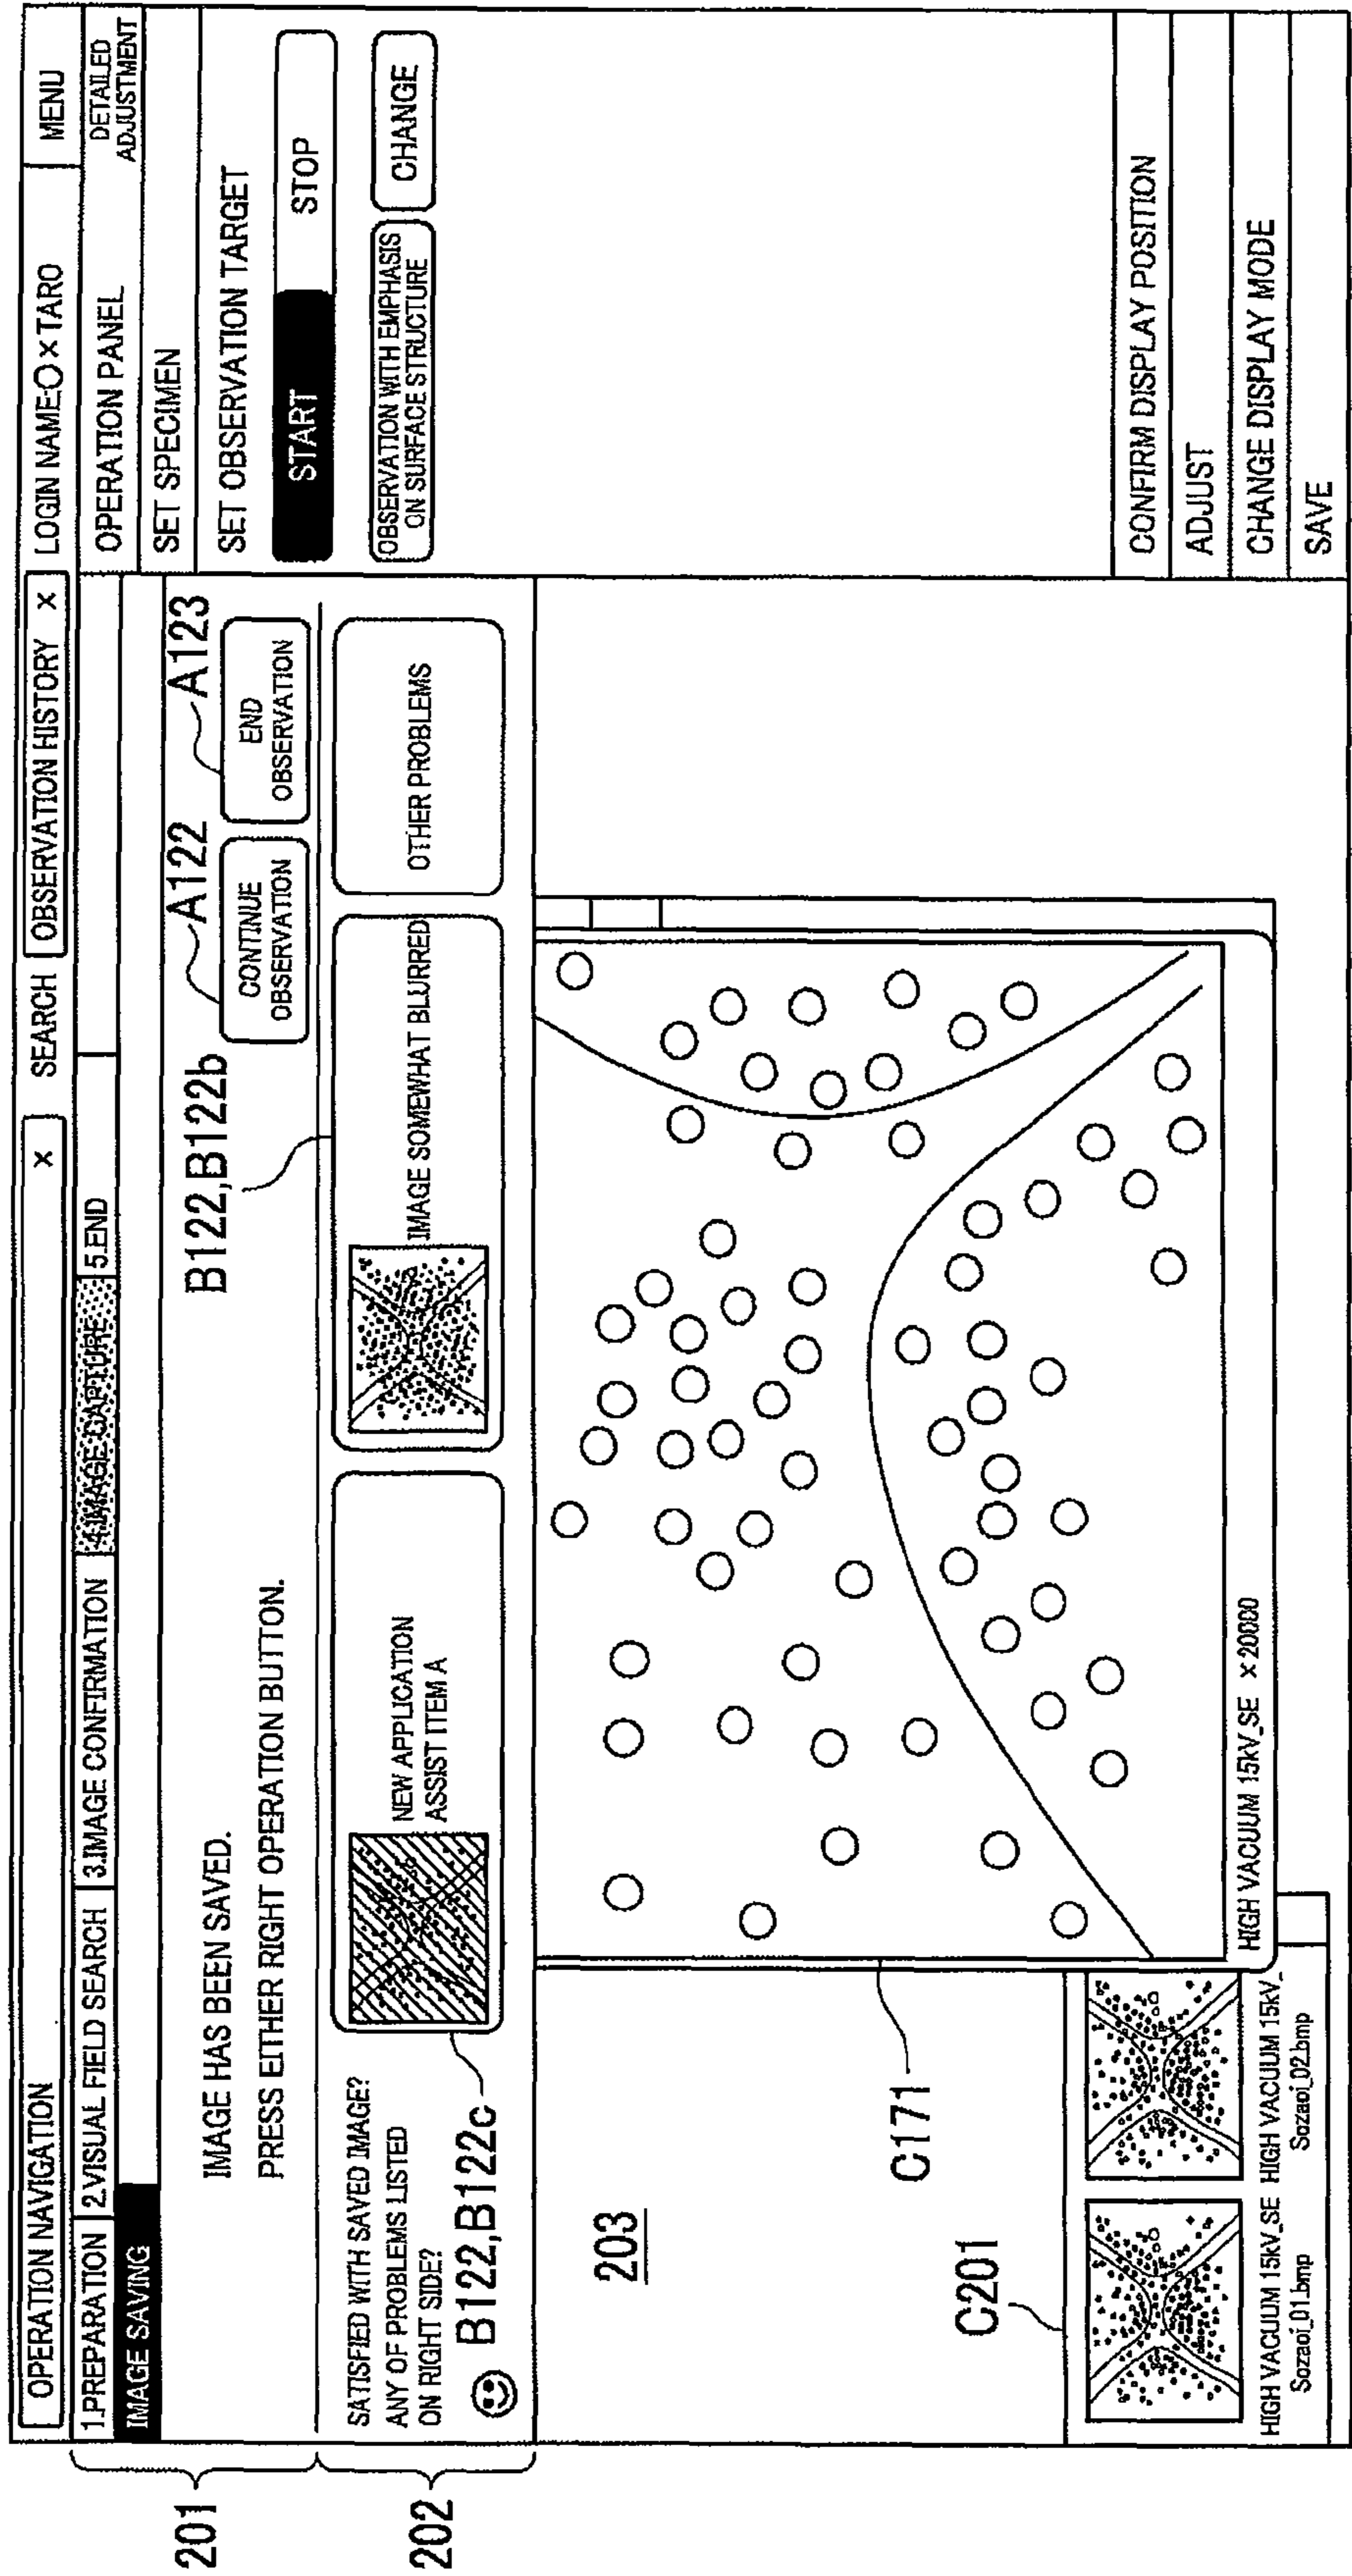 OPERATION NAVIGATION × SEARCH OBSERVATION HISTORY × LOGIN NAME:○×TARO MENU
1.PREPARATION 2.VISUAL FIELD SEARCH 3.IMAGE CONFIRMATION 4.IMAGE CAPTURE 5.END
IMAGE SAVING
OPERATION PANEL
DETAILED
ADJUSTMENT
SET SPECIMEN
SET OBSERVATION TARGET
START STOP
OBSERVATION WITH EMPHASIS
ON SURFACE STRUCTURE
CHANGE
201
IMAGE HAS BEEN SAVED.
PRESS EITHER RIGHT OPERATION BUTTON.
B122,B122b
A122
A123
CONTINUE
OBSERVATION
END
OBSERVATION
202
SATISFIED WITH SAVED IMAGE?
ANY OF PROBLEMS LISTED
ON RIGHT SIDE?
B122,B122c
NEW APPLICATION
ASSIST ITEM A
IMAGE SOMEWHAT BLURRED
OTHER PROBLEMS
203
C171
C201
HIGH VACUUM 15kV_SE ×20000
HIGH VACUUM 15kV_SE
Sozaoi_01.bmp
HIGH VACUUM 15kV_
Sozaoi_02.bmp
CONFIRM DISPLAY POSITION
ADJUST
CHANGE DISPLAY MODE
SAVE